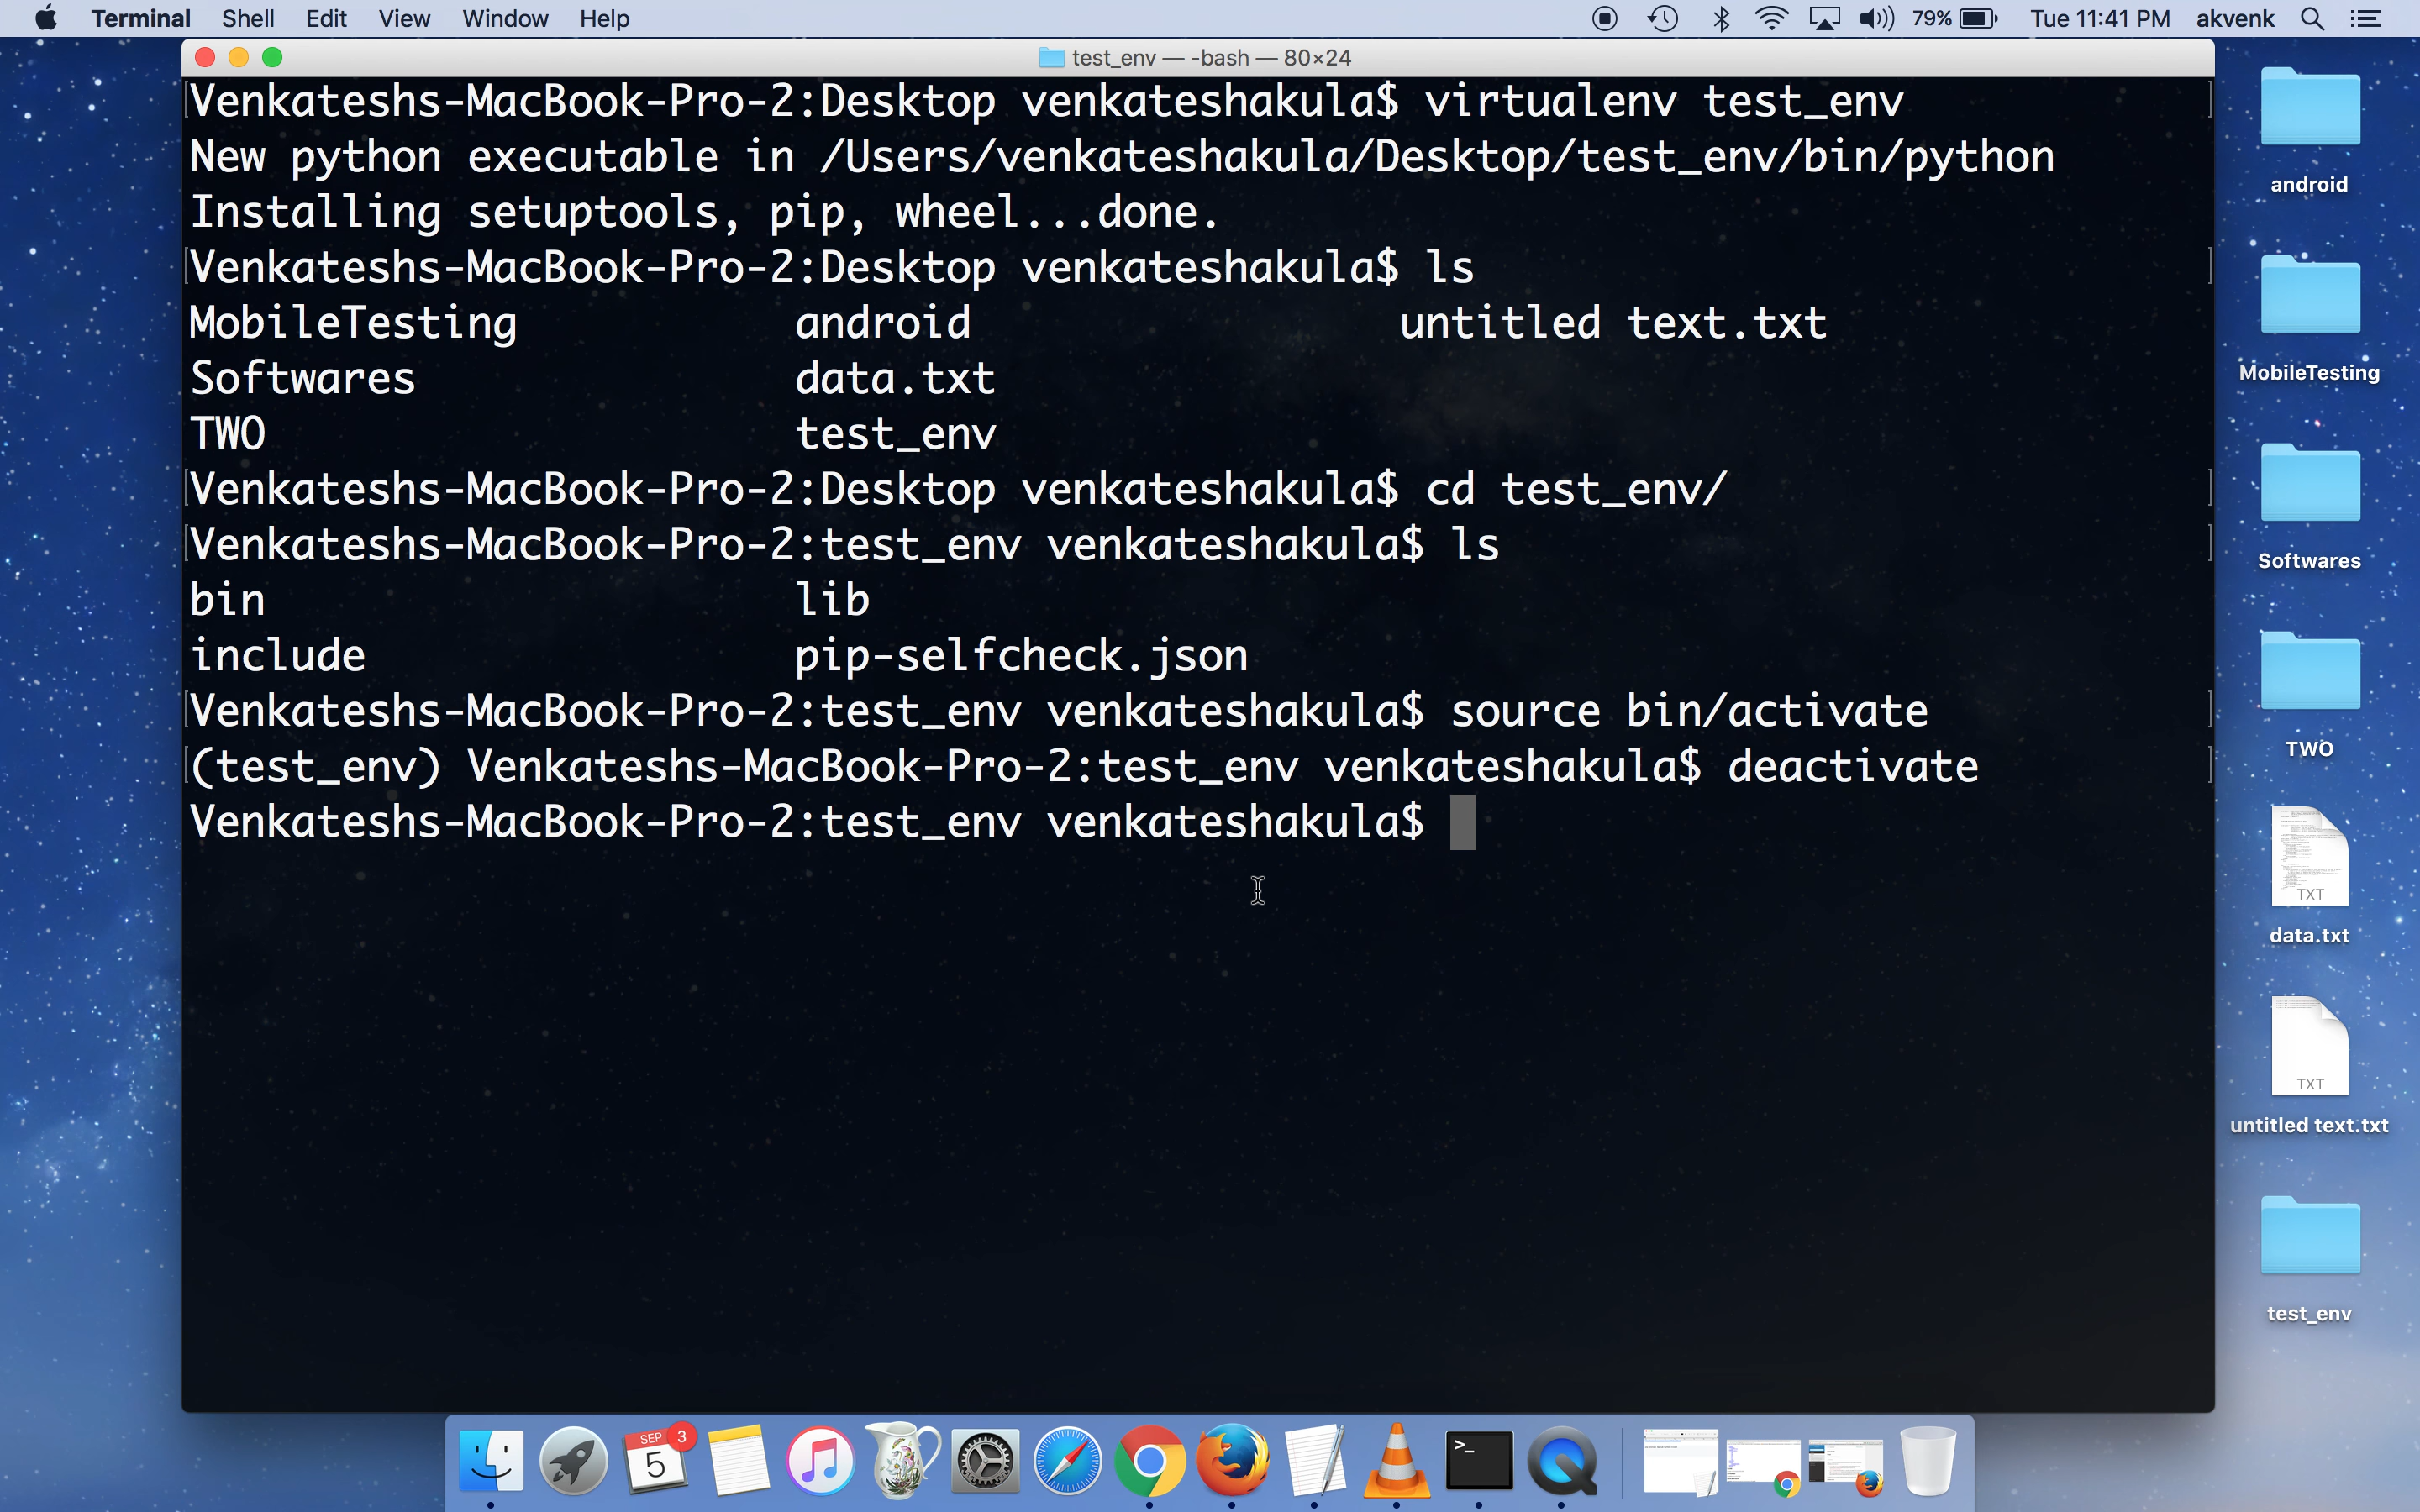 Terminal Shell Edit View Window Help 79% Tue 11:41 PM akvenk
test_env — -bash — 80×24
Venkateshs-MacBook-Pro-2:Desktop venkateshakula$ virtualenv test_env
New python executable in /Users/venkateshakula/Desktop/test_env/bin/python
Installing setuptools, pip, wheel...done.
Venkateshs-MacBook-Pro-2:Desktop venkateshakula$ ls
MobileTesting android untitled text.txt
Softwares data.txt
TWO test_env
Venkateshs-MacBook-Pro-2:Desktop venkateshakula$ cd test_env/
Venkateshs-MacBook-Pro-2:test_env venkateshakula$ ls
bin lib
include pip-selfcheck.json
Venkateshs-MacBook-Pro-2:test_env venkateshakula$ source bin/activate
(test_env) Venkateshs-MacBook-Pro-2:test_env venkateshakula$ deactivate
Venkateshs-MacBook-Pro-2:test_env venkateshakula$
android
MobileTesting
Softwares
TWO
TXT
data.txt
TXT
untitled text.txt
test_env
SEP 3
5
>_